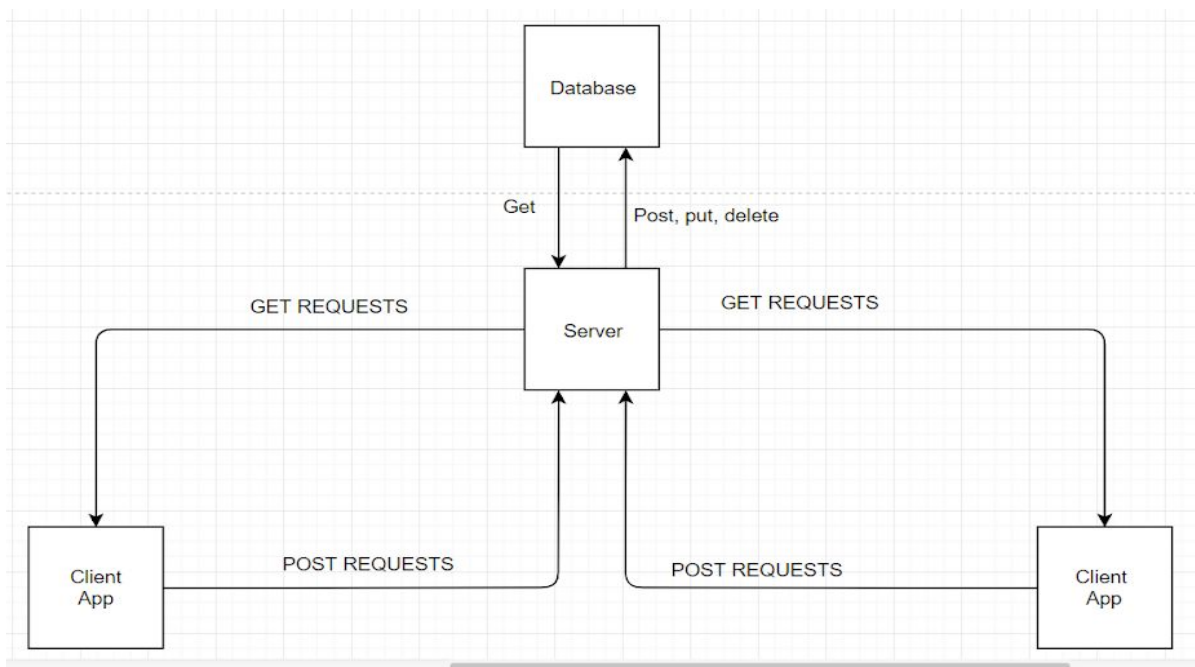 Database
Get
Post, put, delete
GET REQUESTS
GET REQUESTS
Server
POST REQUESTS
POST REQUESTS
Client
App
Client
App